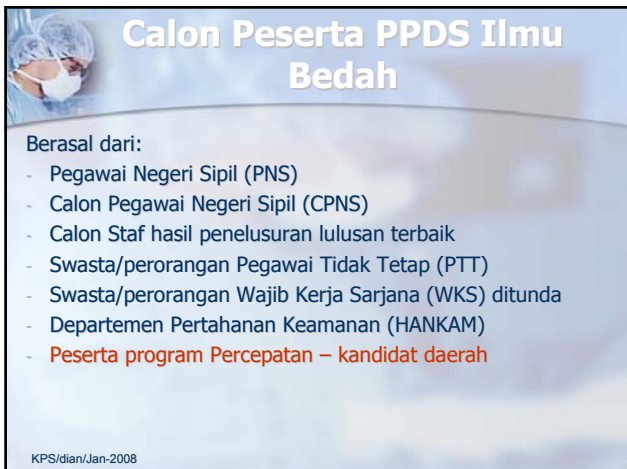 Calon Peserta PPDS Ilmu
Bedah
Berasal dari:
- Pegawai Negeri Sipil (PNS)
- Calon Pegawai Negeri Sipil (CPNS)
- Calon Staf hasil penelusuran lulusan terbaik
- Swasta/perorangan Pegawai Tidak Tetap (PTT)
- Swasta/perorangan Wajib Kerja Sarjana (WKS) ditunda
- Departemen Pertahanan Keamanan (HANKAM)
- Peserta program Percepatan – kandidat daerah
KPS/dian/Jan-2008